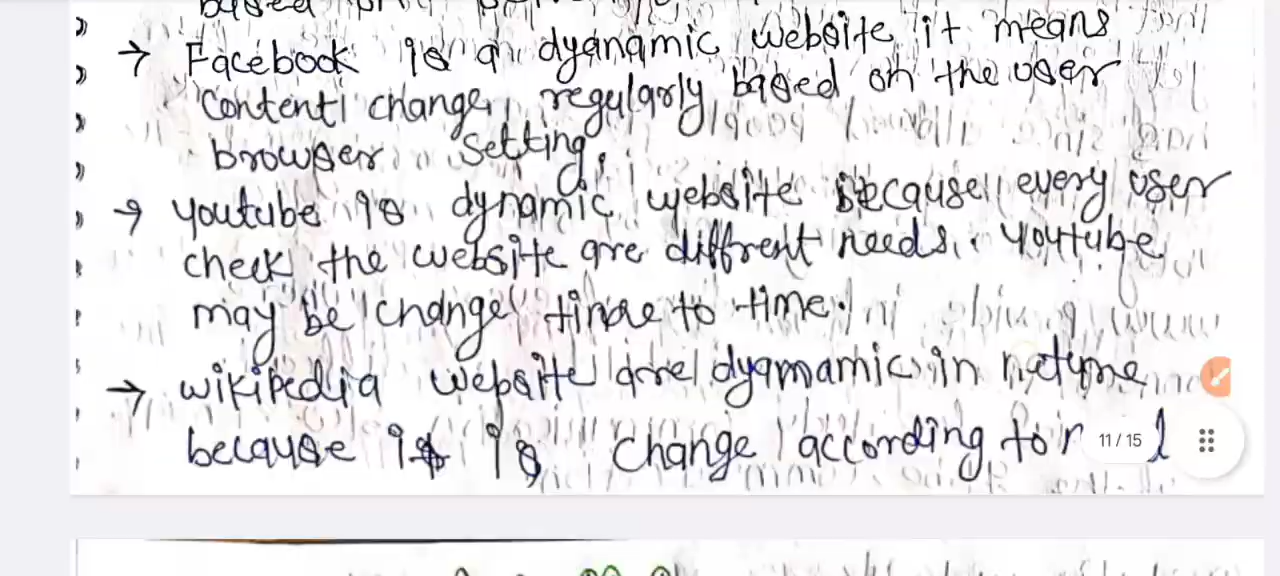 → Facebook is a dyanamic website it means
content change regularly based on the user
browser setting.
→ youtube is dynamic website because every user
check the website are diffrent needs. Youtube
may be change time to time.
→ wikipedia website are dyamamic in nature
because is is change according to
11 / 15